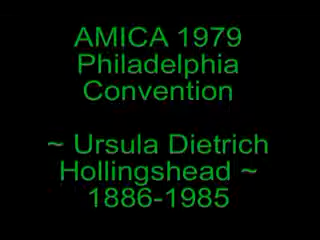 AMICA 1979
Philadelphia
Convention
~ Ursula Dietrich
Hollingshead ~
1886-1985